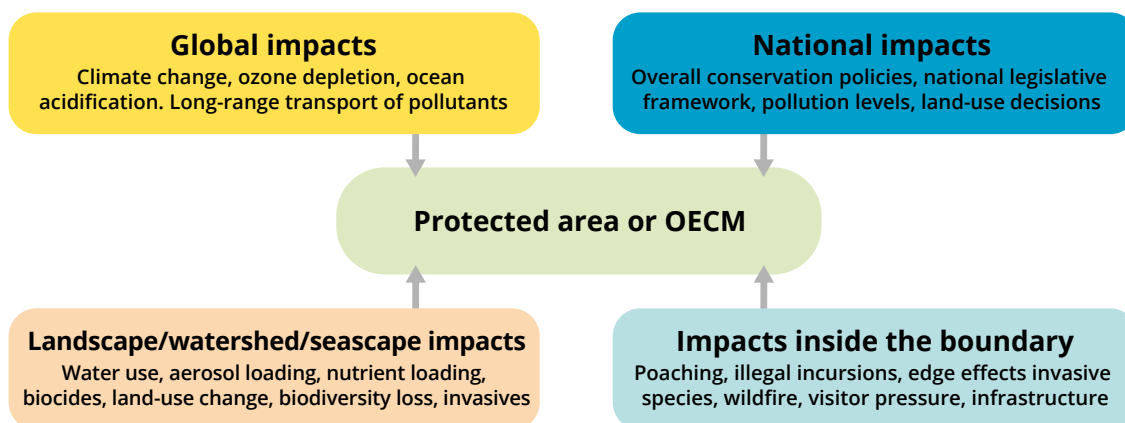 Global impacts
Climate change, ozone depletion, ocean
acidification. Long-range transport of pollutants
National impacts
Overall conservation policies, national legislative
framework, pollution levels, land-use decisions
Protected area or OECM
Landscape/watershed/seascape impacts
Water use, aerosol loading, nutrient loading,
biocides, land-use change, biodiversity loss, invasives
Impacts inside the boundary
Poaching, illegal incursions, edge effects invasive
species, wildfire, visitor pressure, infrastructure